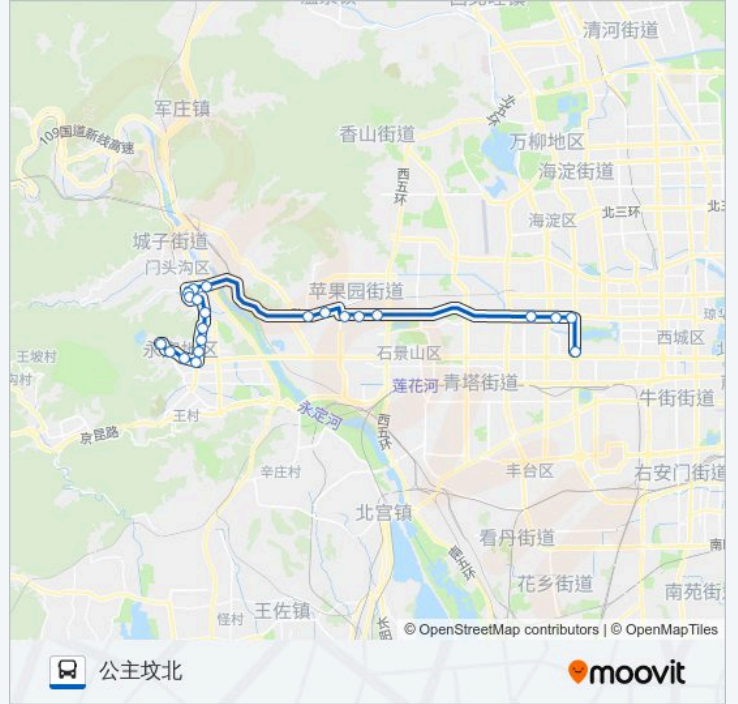 清河街道
军庄镇
北五环
109国道新线高速
香山街道
万柳地区
海淀街道
西五环
北三环
海淀区
城子街道
门头沟区
苹果园街道
西城区
王坡村
石景山区
莲花河
青塔街道
牛街街道
王村
永定河
西五环
京昆路
辛庄村
丰台区
右安门街道
北宫镇
看丹街道
花乡街道
南苑街
怪村
王佐镇
© OpenStreetMap contributors | © OpenMapTiles
公主坟北
moovit